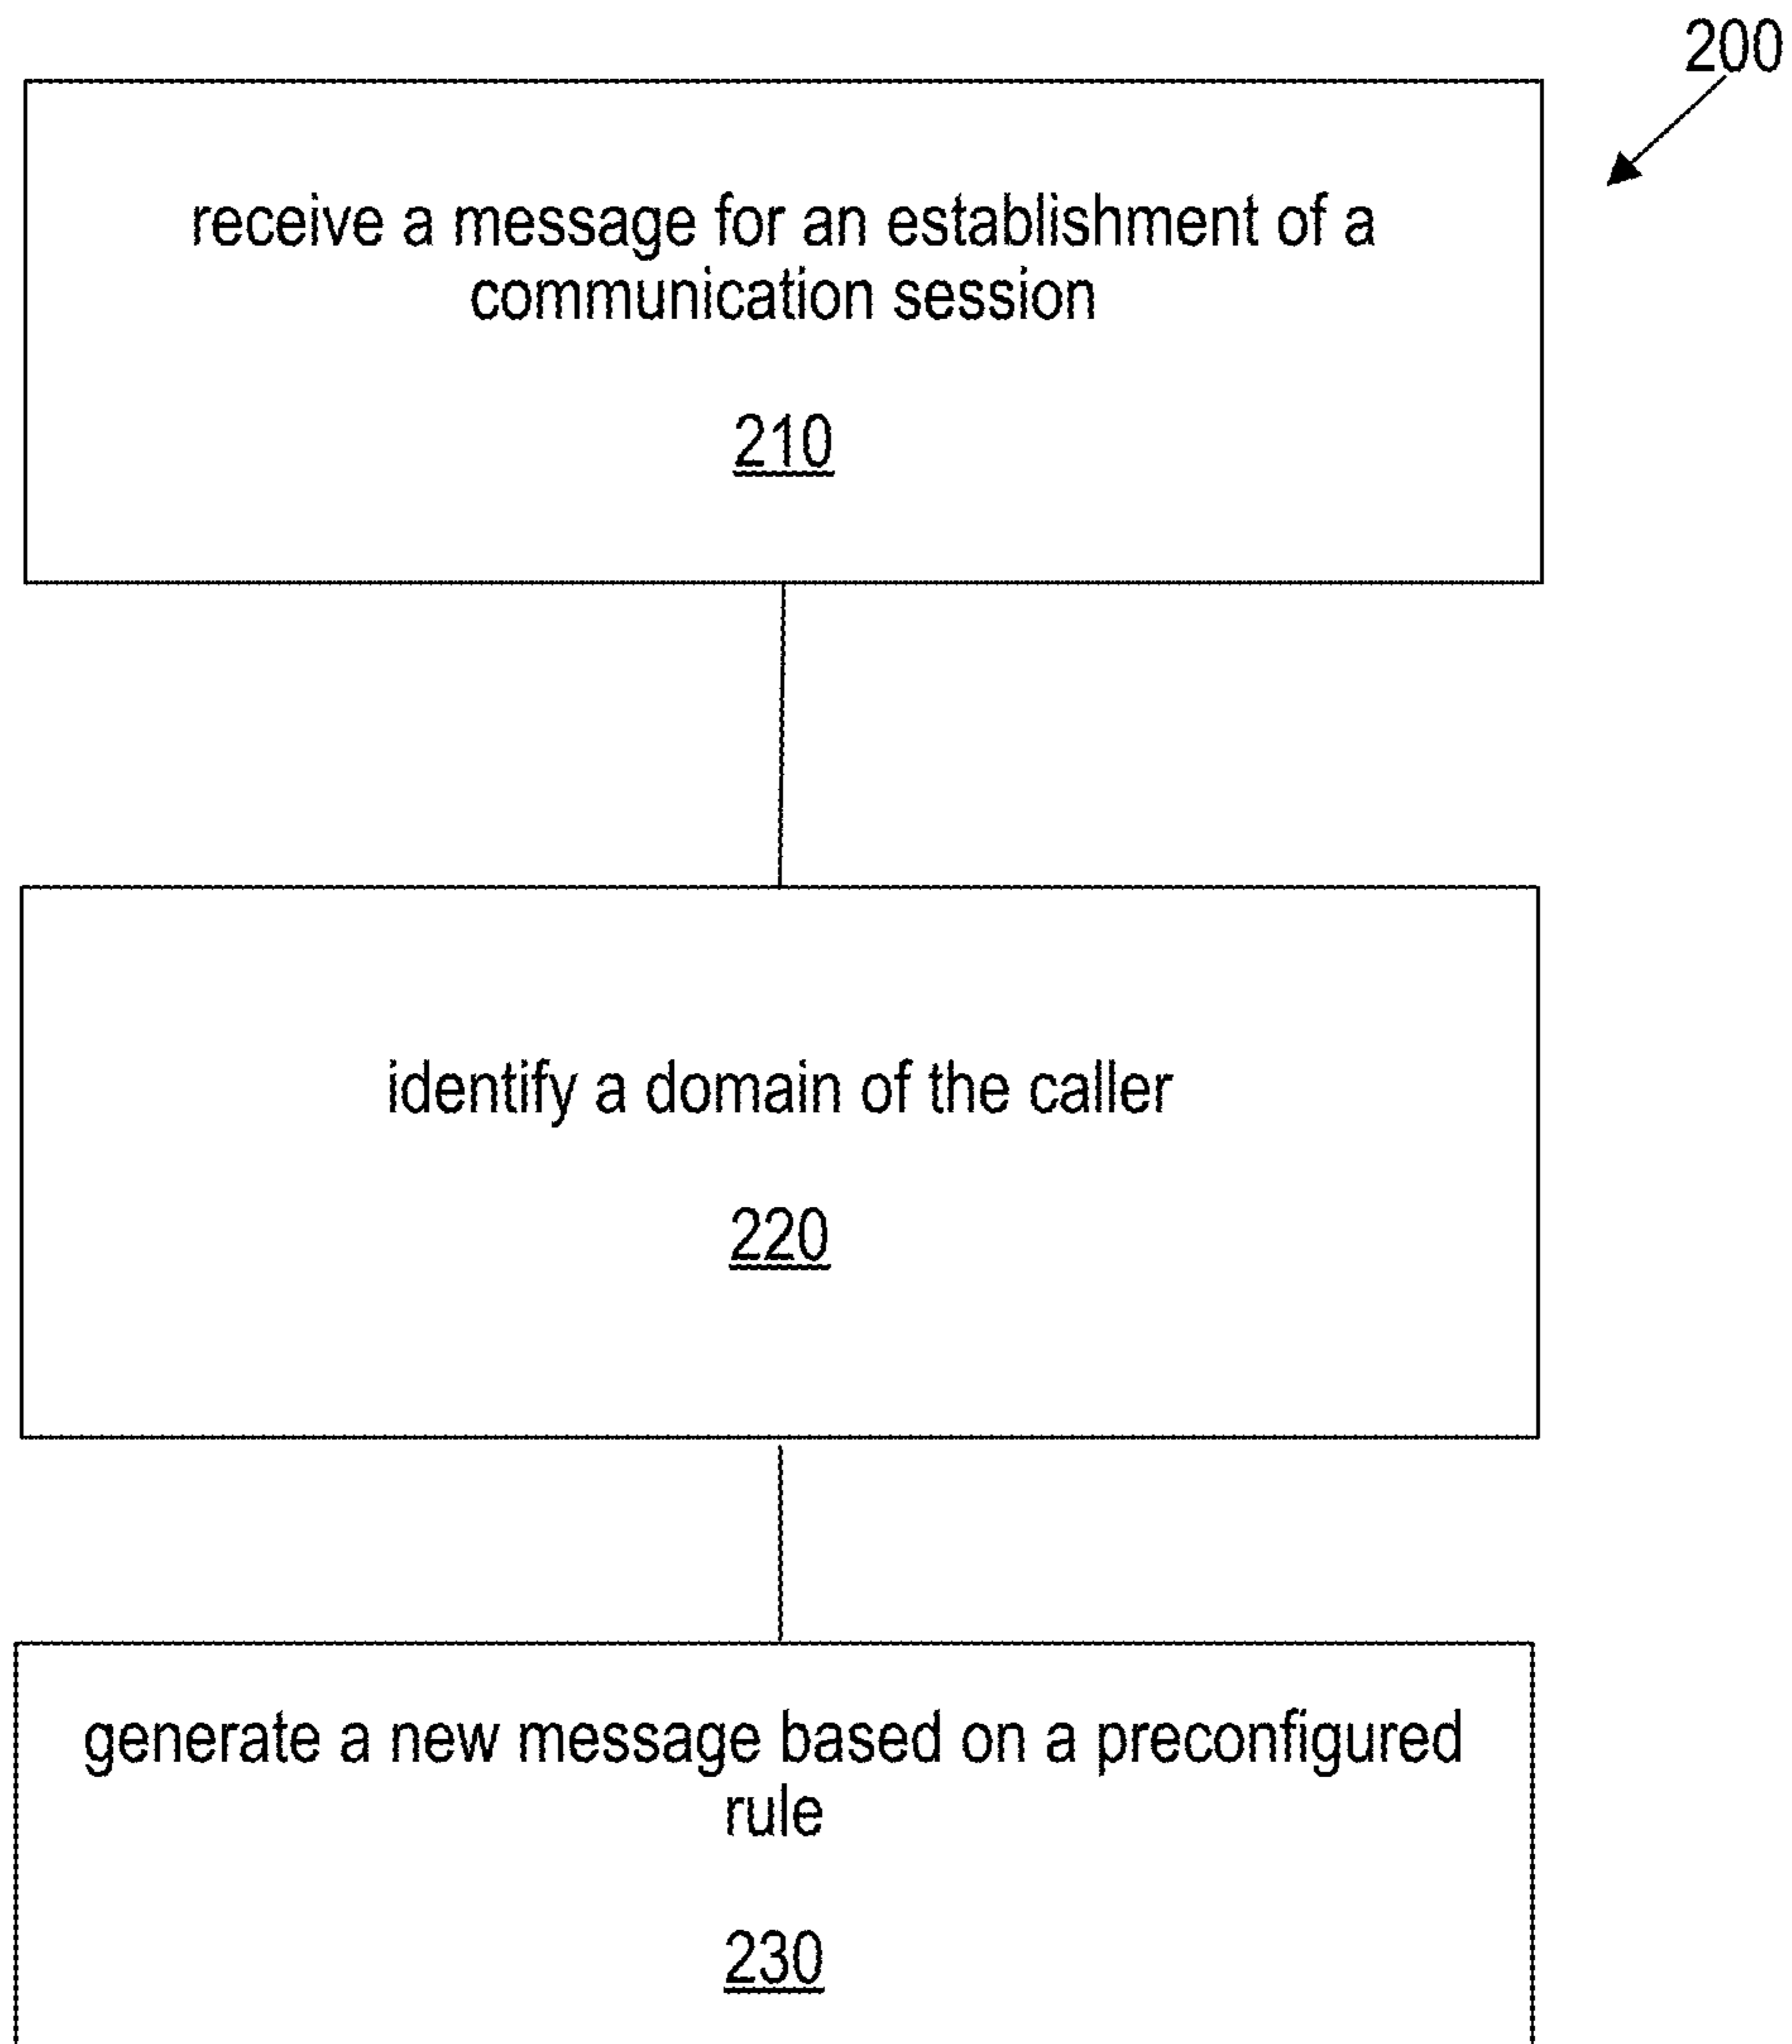 200
receive a message for an establishment of a
communication session
210
identify a domain of the caller
220
generate a new message based on a preconfigured
rule
230